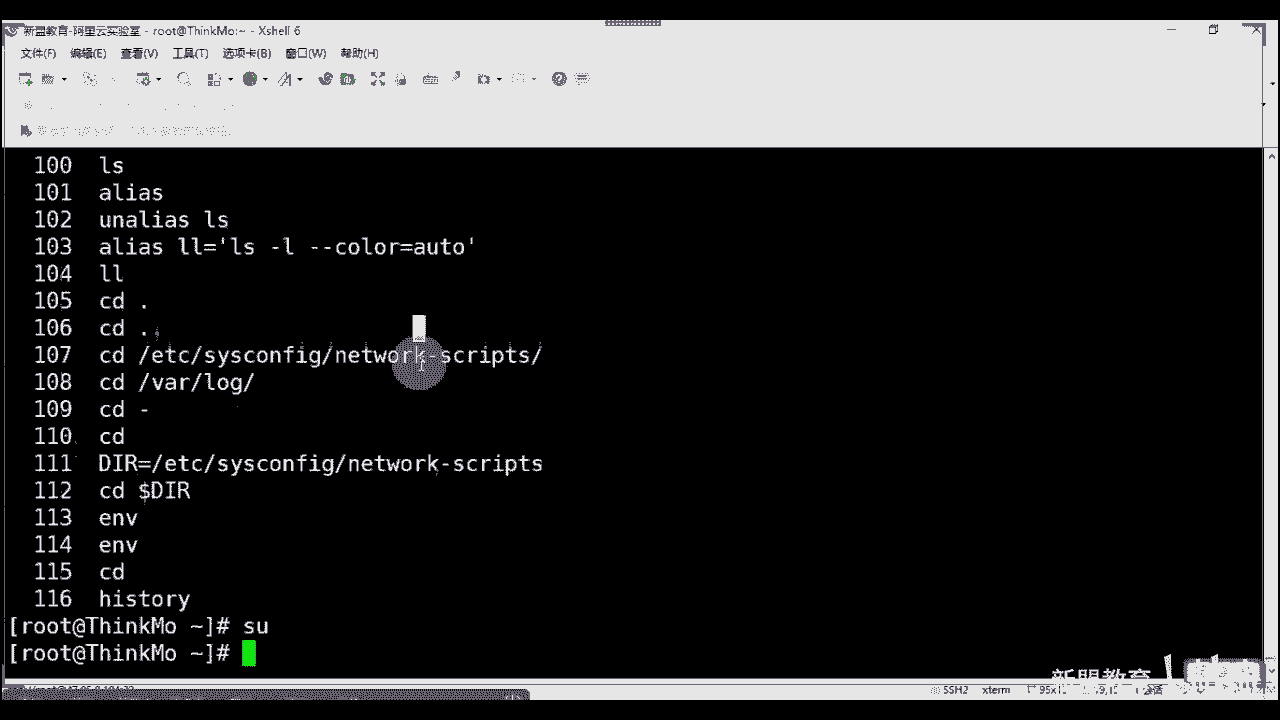 新盟教育-阿里云实验室 - root@ThinkMo:~ - Xshell 6
文件(F) 编辑(E) 查看(V) 工具(T) 选项卡(B) 窗口(W) 帮助(H)
100 ls
101 alias
102 unalias ls
103 alias ll='ls -l --color=auto'
104 ll
105 cd .
106 cd ..
107 cd /etc/sysconfig/network-scripts/
108 cd /var/log/
109 cd -
110 cd
111 DIR=/etc/sysconfig/network-scripts
112 cd $DIR
113 env
114 env
115 cd
116 history
[root@ThinkMo ~]# su
[root@ThinkMo ~]#
新盟教育
SSH2 xterm